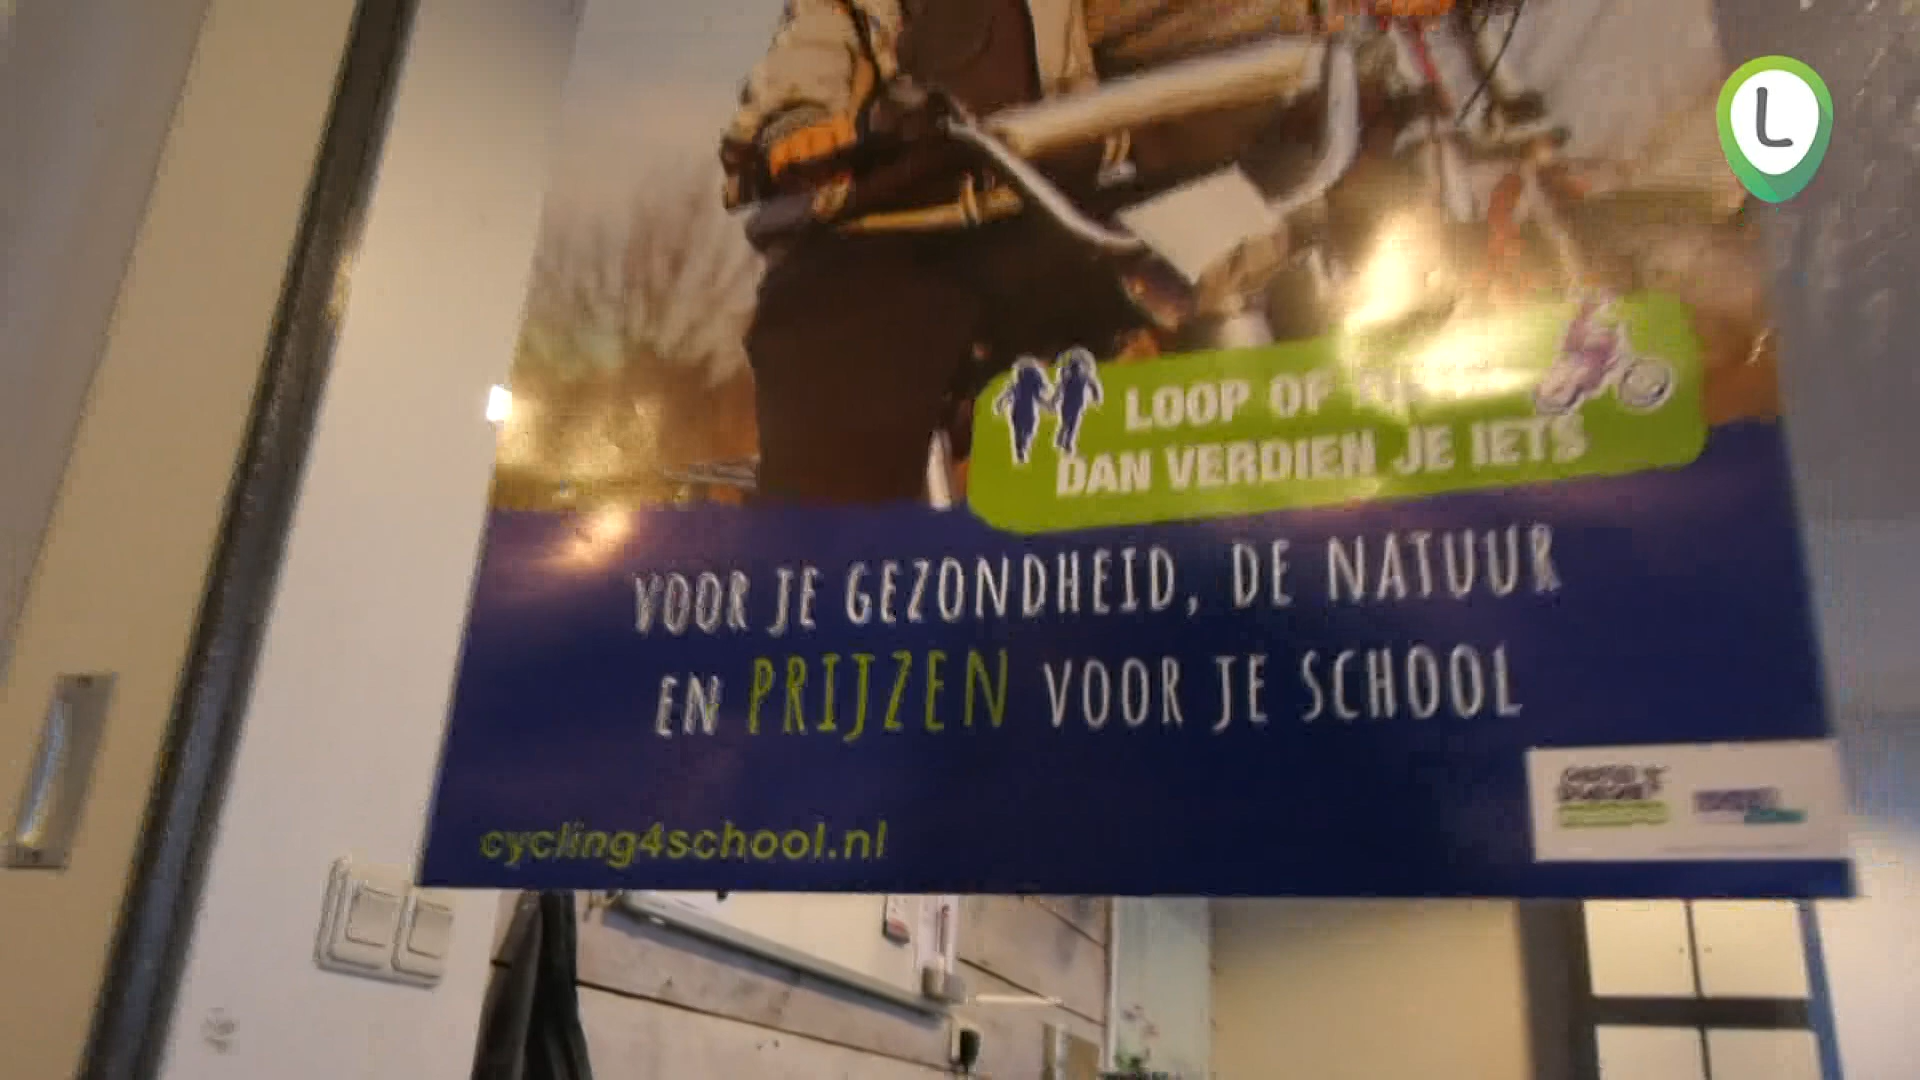 L
LOOP OF
DAN VERDIEN JE IETS
VOOR JE GEZONDHEID, DE NATUUR
EN PRIJZEN VOOR JE SCHOOL
cycling4school.nl